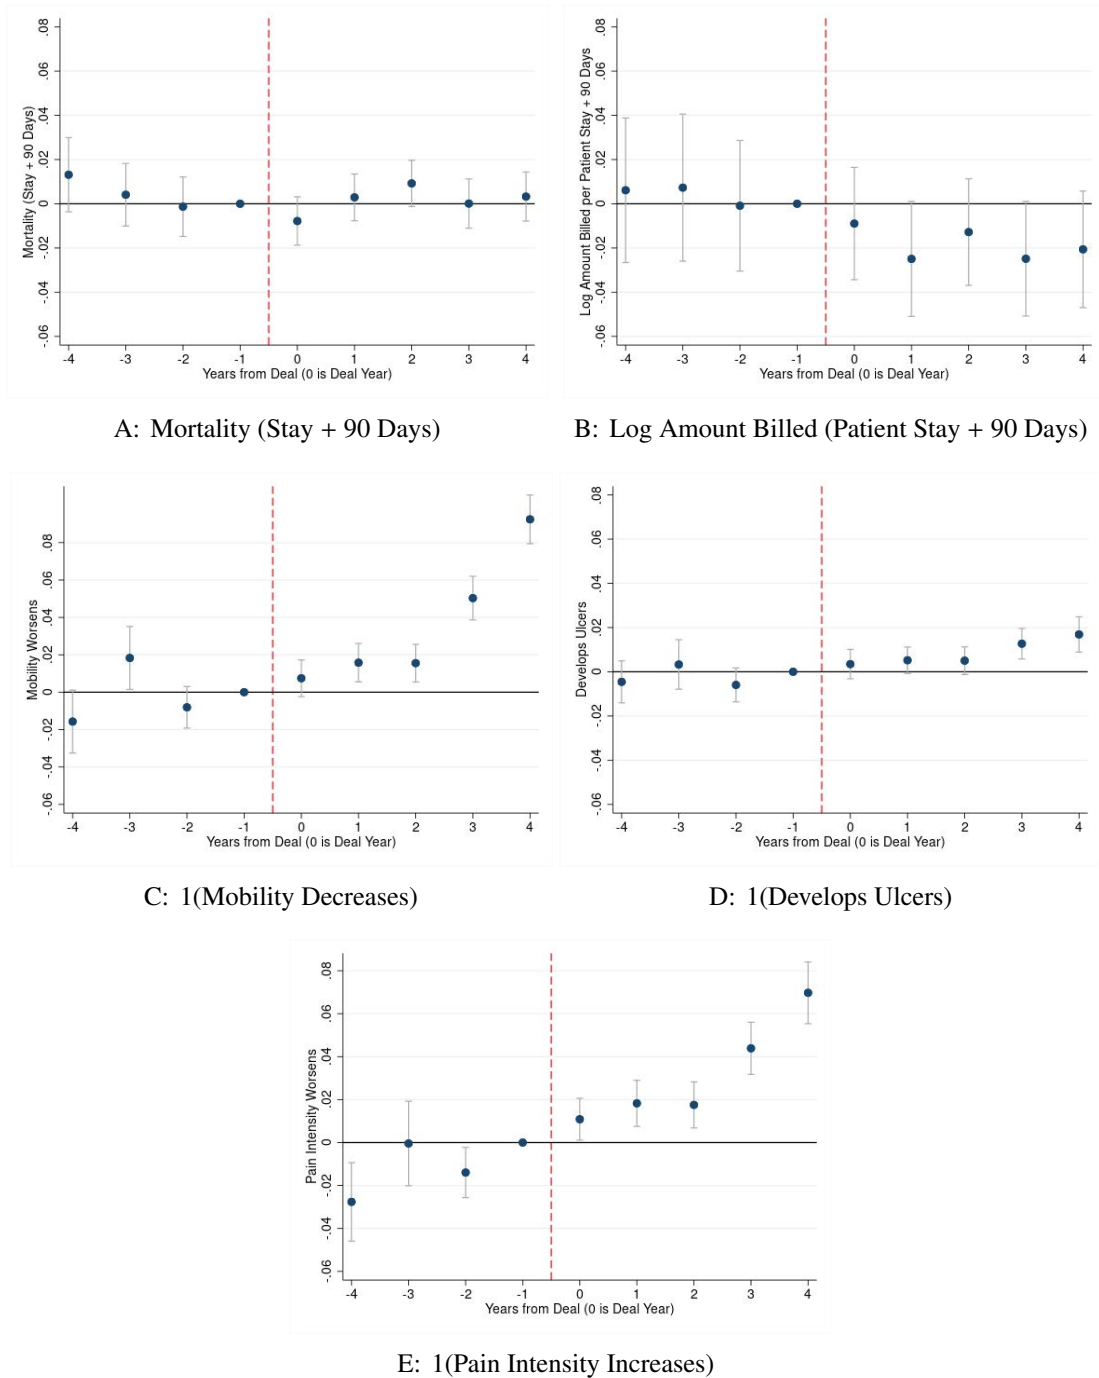 .08
.06
.04
.02
0
-.02
-.04
-.06
Mortality (Stay + 90 Days)
-4 -3 -2 -1 0 1 2 3 4
Years from Deal (0 is Deal Year)
A: Mortality (Stay + 90 Days)
.08
.06
.04
.02
0
-.02
-.04
-.06
Log Amount Billed per Patient Stay + 90 Days
-4 -3 -2 -1 0 1 2 3 4
Years from Deal (0 is Deal Year)
B: Log Amount Billed (Patient Stay + 90 Days)
.08
.06
.04
.02
0
-.02
-.04
-.06
Mobility Worsens
-4 -3 -2 -1 0 1 2 3 4
Years from Deal (0 is Deal Year)
C: 1(Mobility Decreases)
.08
.06
.04
.02
0
-.02
-.04
-.06
Develops Ulcers
-4 -3 -2 -1 0 1 2 3 4
Years from Deal (0 is Deal Year)
D: 1(Develops Ulcers)
.08
.06
.04
.02
0
-.02
-.04
-.06
Pain Intensity Worsens
-4 -3 -2 -1 0 1 2 3 4
Years from Deal (0 is Deal Year)
E: 1(Pain Intensity Increases)